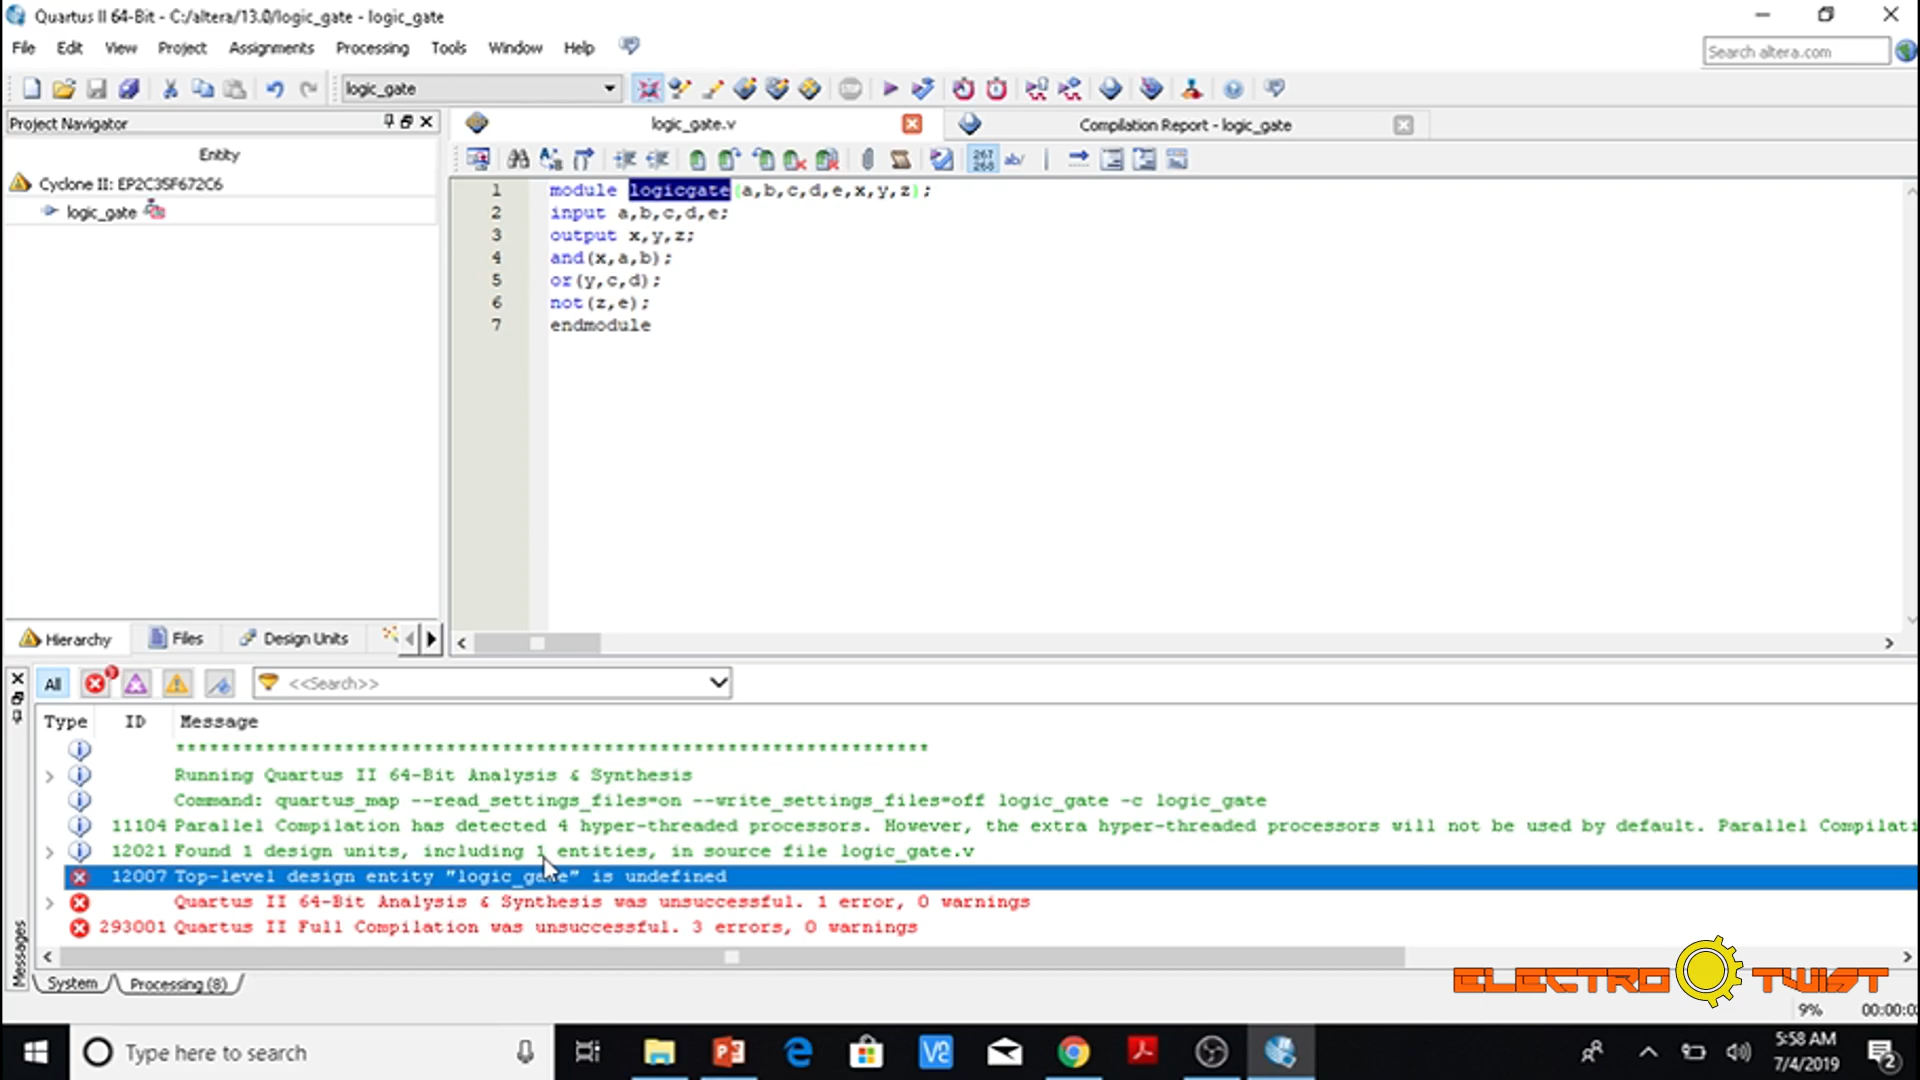 Quartus II 64-Bit - C:/altera/13.0/logic_gate - logic_gate
File Edit View Project Assignments Processing Tools Window Help
Search altera.com
logic_gate
Project Navigator
logic_gate.v
Compilation Report - logic_gate
Entity
Cyclone II: EP2C35F672C6
logic_gate
267
268
ab/
1 module logicgate(a,b,c,d,e,x,y,z);
2 input a,b,c,d,e;
3 output x,y,z;
4 and(x,a,b);
5 or(y,c,d);
6 not(z,e);
7 endmodule
Hierarchy Files Design Units
All <<Search>>
Type ID Message
*******************************************************************
Running Quartus II 64-Bit Analysis & Synthesis
Command: quartus_map --read_settings_files=on --write_settings_files=off logic_gate -c logic_gate
11104 Parallel Compilation has detected 4 hyper-threaded processors. However, the extra hyper-threaded processors will not be used by default. Parallel Compilati
12021 Found 1 design units, including 1 entities, in source file logic_gate.v
12007 Top-level design entity "logic_gate" is undefined
Quartus II 64-Bit Analysis & Synthesis was unsuccessful. 1 error, 0 warnings
293001 Quartus II Full Compilation was unsuccessful. 3 errors, 0 warnings
Messages
System Processing (8)
ELECTRO TWIST
9% 00:00:0
Type here to search
5:58 AM
7/4/2019
2